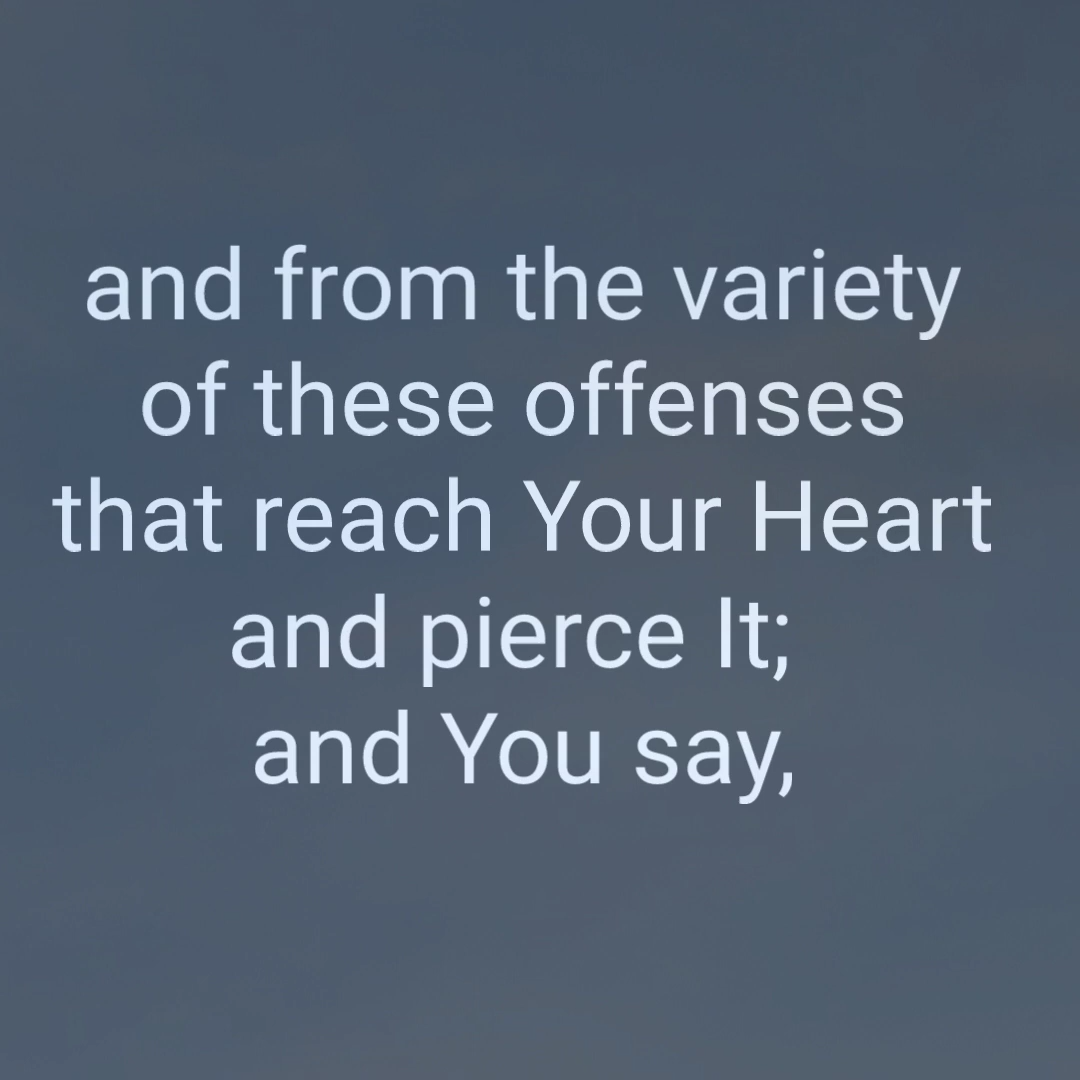 and from the variety
of these offenses
that reach Your Heart
and pierce It;
and You say,